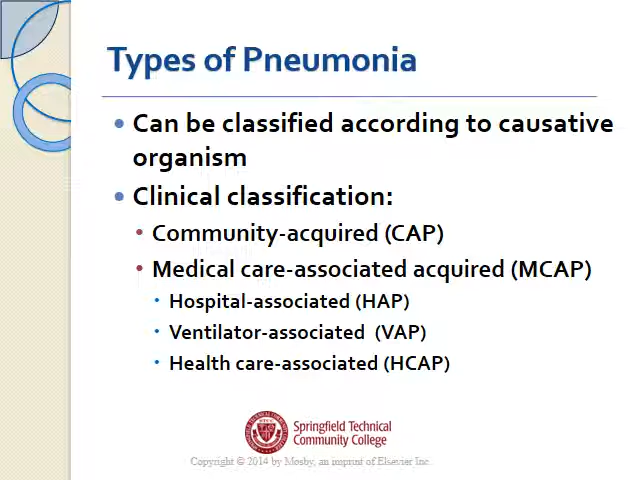 Types of Pneumonia
• Can be classified according to causative
organism
• Clinical classification:
• Community-acquired (CAP)
• Medical care-associated acquired (MCAP)
• Hospital-associated (HAP)
• Ventilator-associated (VAP)
• Health care-associated (HCAP)
Springfield Technical
Community College
Copyright © 2014 by Mosby, an imprint of Elsevier Inc.